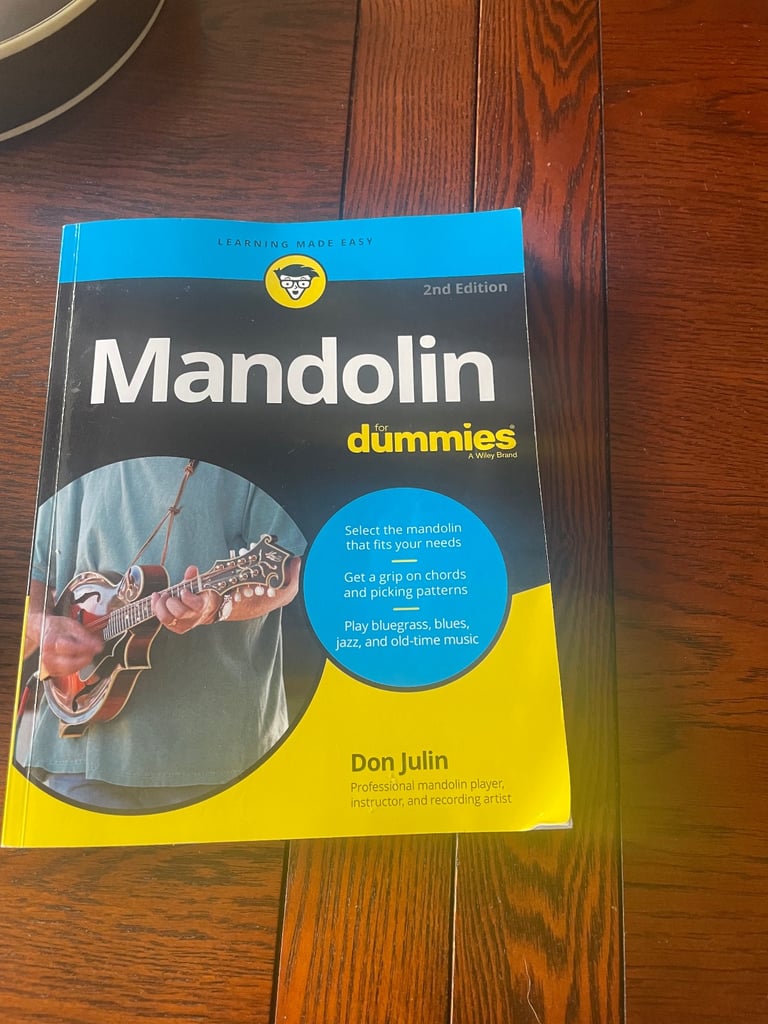 LEARNING MADE EASY
2nd Edition
Mandolin
for
dummies®
A Wiley Brand
Select the mandolin
that fits your needs
Get a grip on chords
and picking patterns
Play bluegrass, blues,
jazz, and old-time music
Don Julin
Professional mandolin player,
instructor, and recording artist